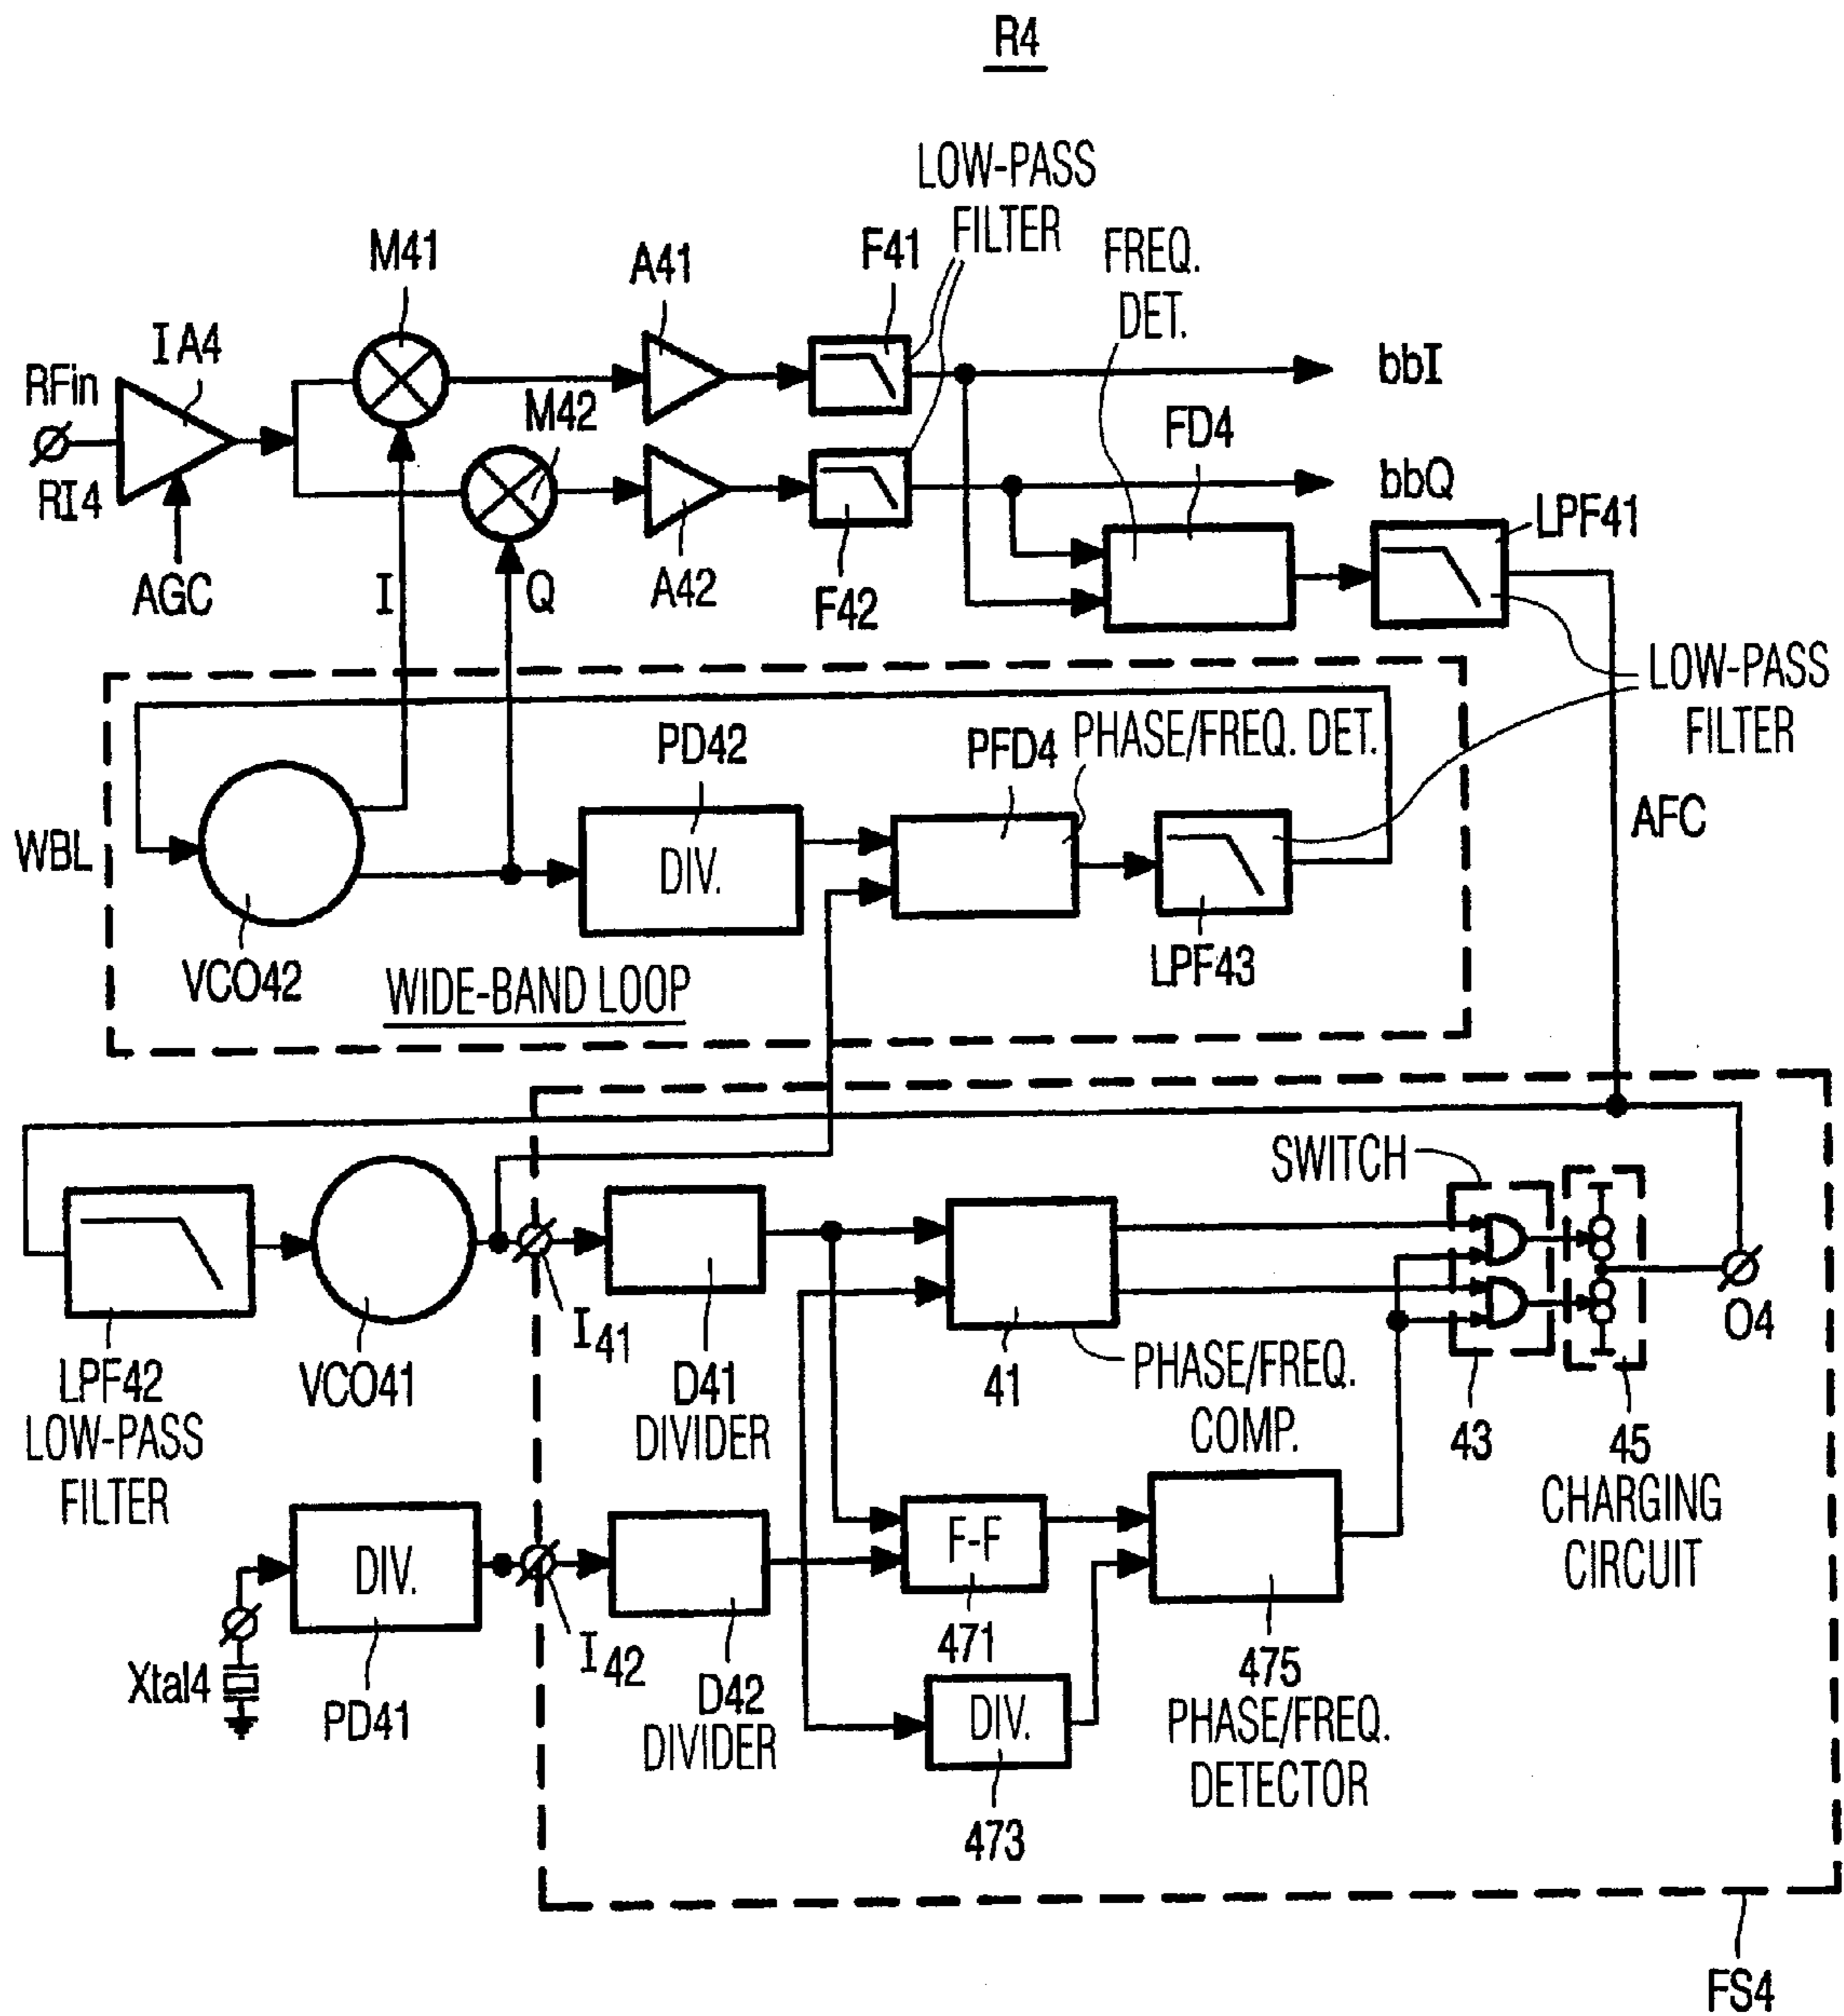 R4
LOW-PASS
FILTER
M41
A41
F41
FREQ.
DET.
IA4
RFin
M42
bbI
FD4
RI4
bbQ
LPF41
AGC
I
Q
A42
F42
LOW-PASS
FILTER
PD42
PFD4
PHASE/FREQ. DET.
AFC
WBL
DIV.
VCO42
LPF43
WIDE-BAND LOOP
SWITCH
I41
O4
LPF42
LOW-PASS
FILTER
VCO41
D41
DIVIDER
41
PHASE/FREQ.
COMP.
43
45
CHARGING
CIRCUIT
DIV.
F-F
471
475
PHASE/FREQ.
DETECTOR
Xtal4
PD41
I42
D42
DIVIDER
DIV.
473
FS4